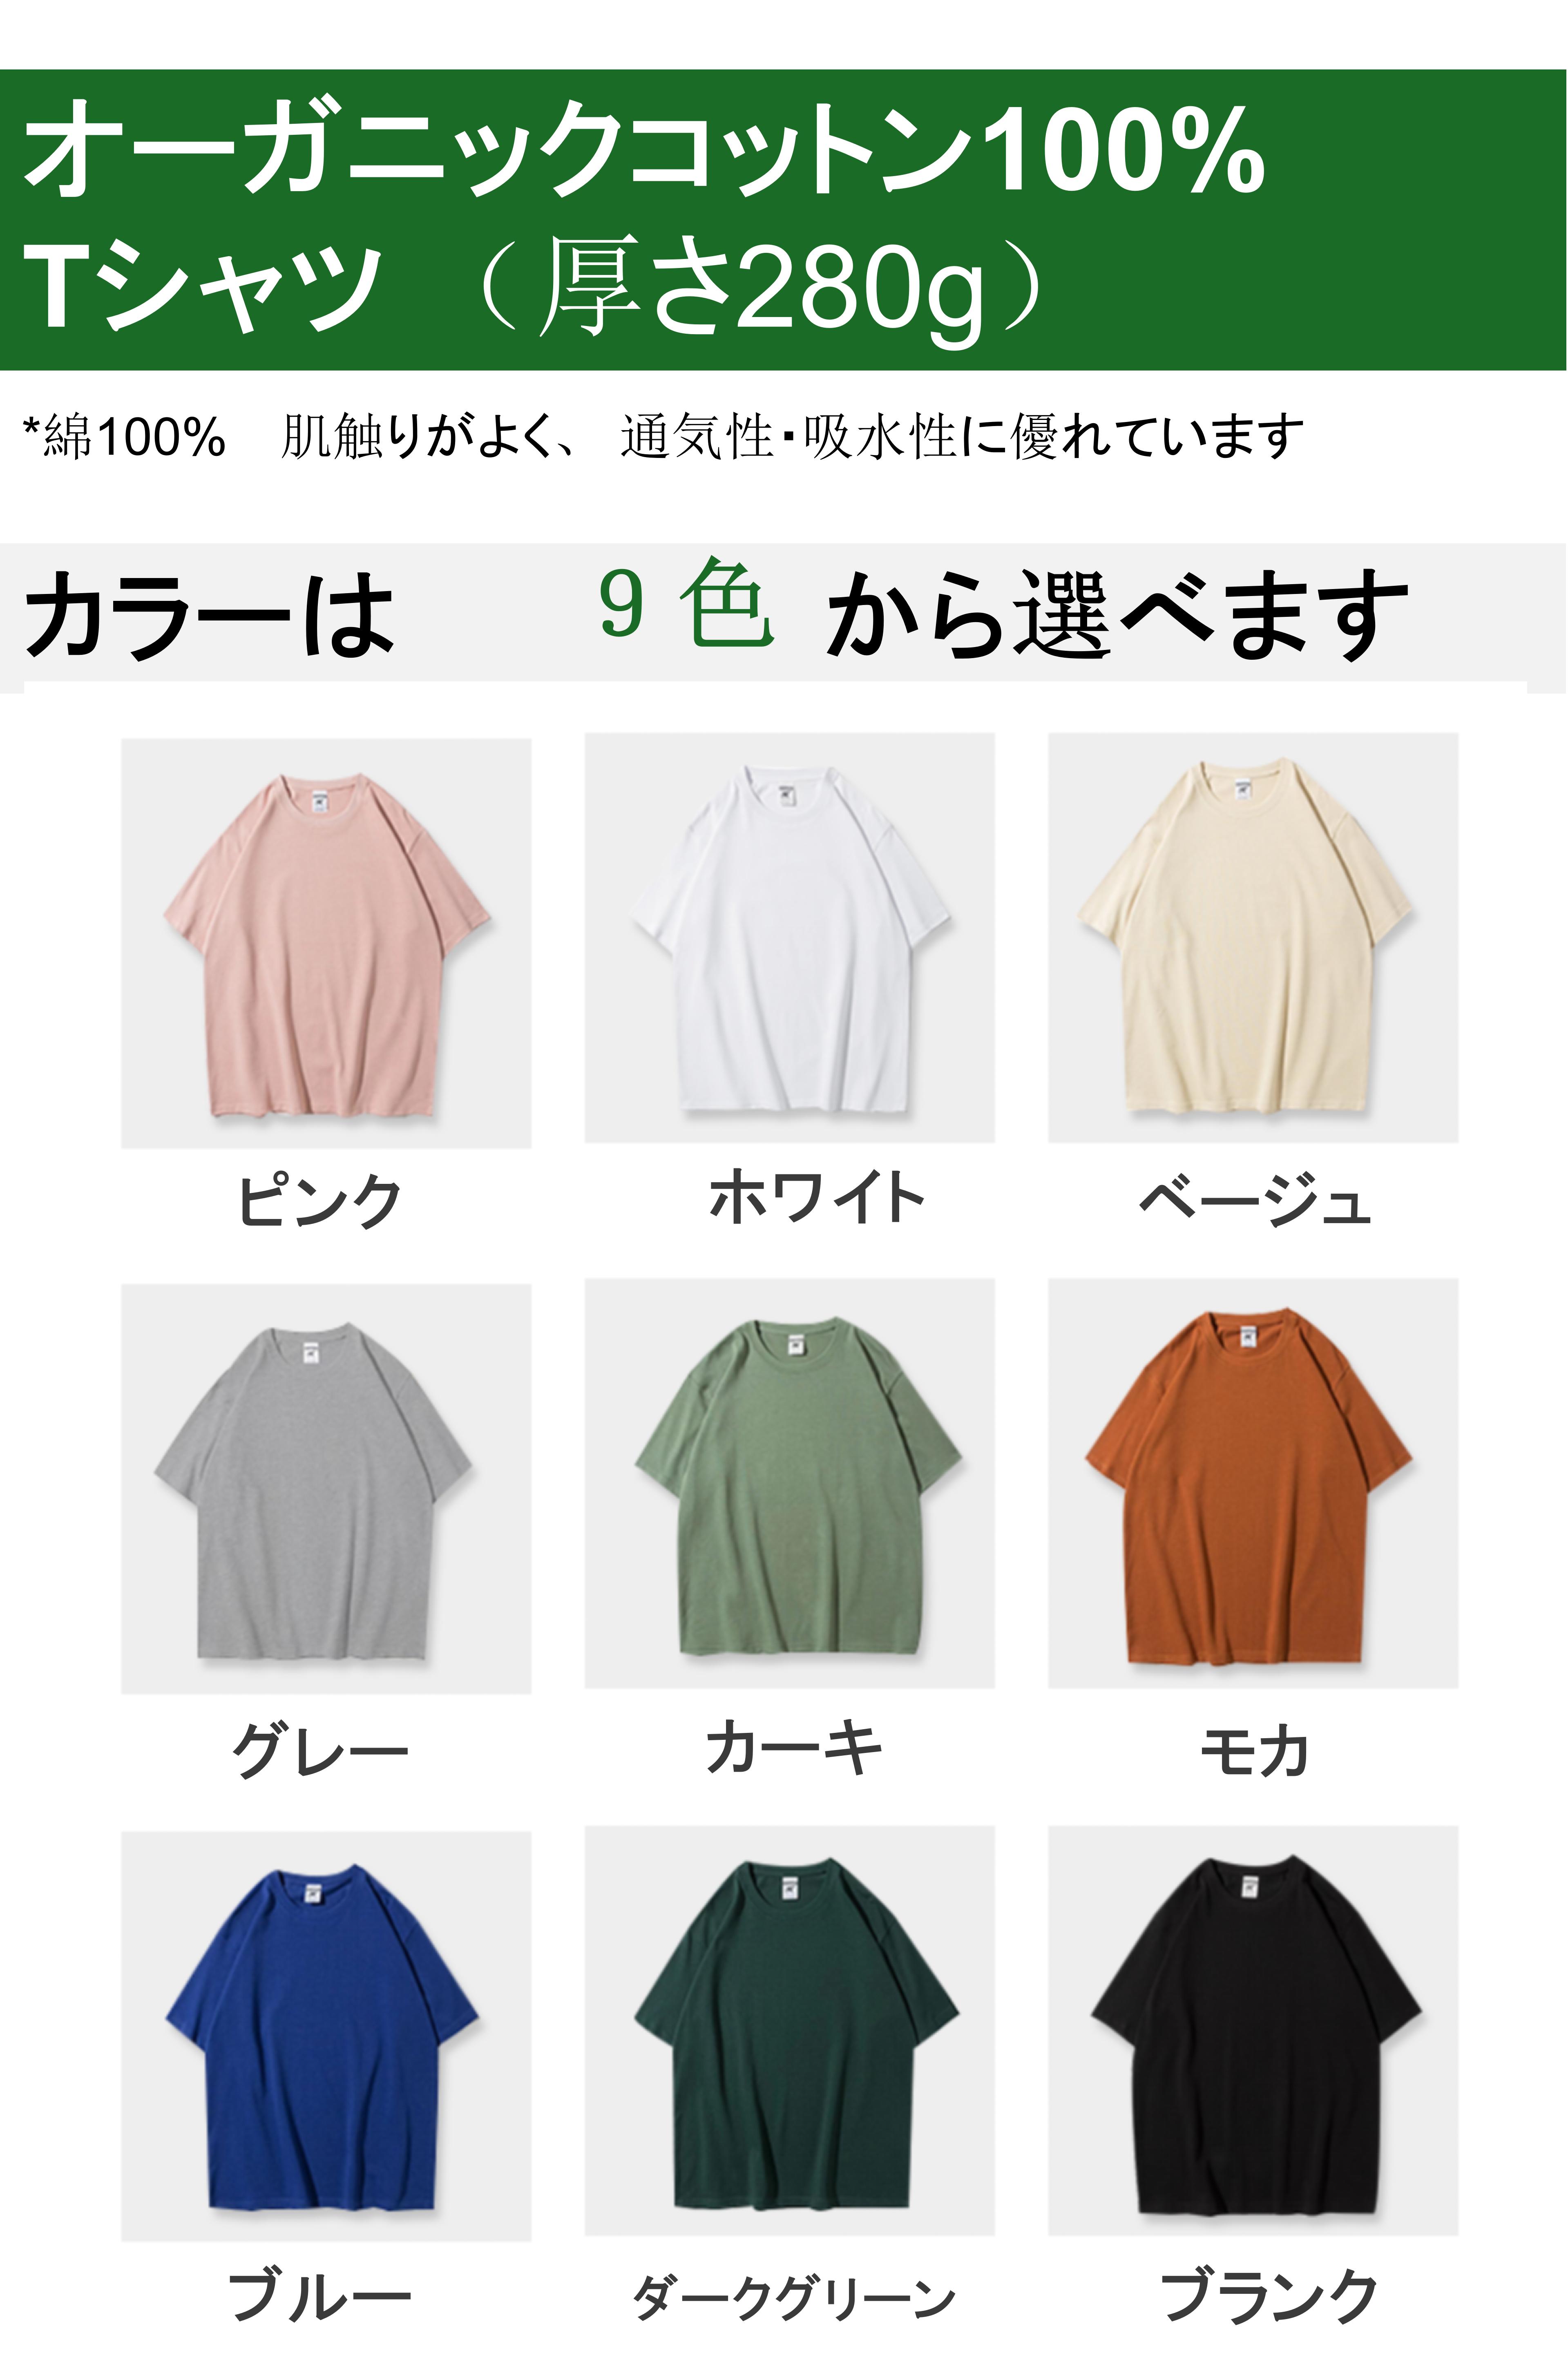 オーガニックコットン100%
Tシャツ （厚さ280g）
*綿100%　肌触りがよく、 通気性・吸水性に優れています
カラーは 9色 から選べます
ピンク ホワイト ベージュ
グレー カーキ モカ
ブルー ダークグリーン ブランク